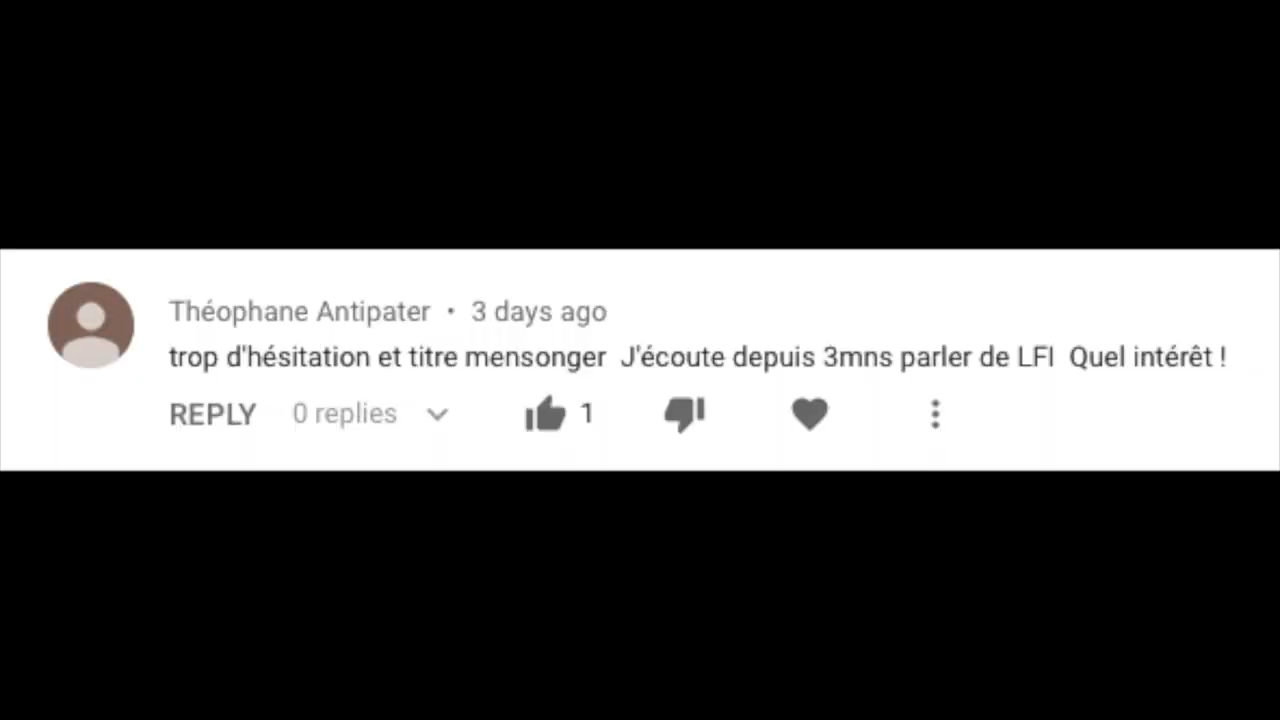 Théophane Antipater • 3 days ago
trop d'hésitation et titre mensonger  J'écoute depuis 3mns parler de LFI  Quel intérêt !
REPLY 0 replies 1